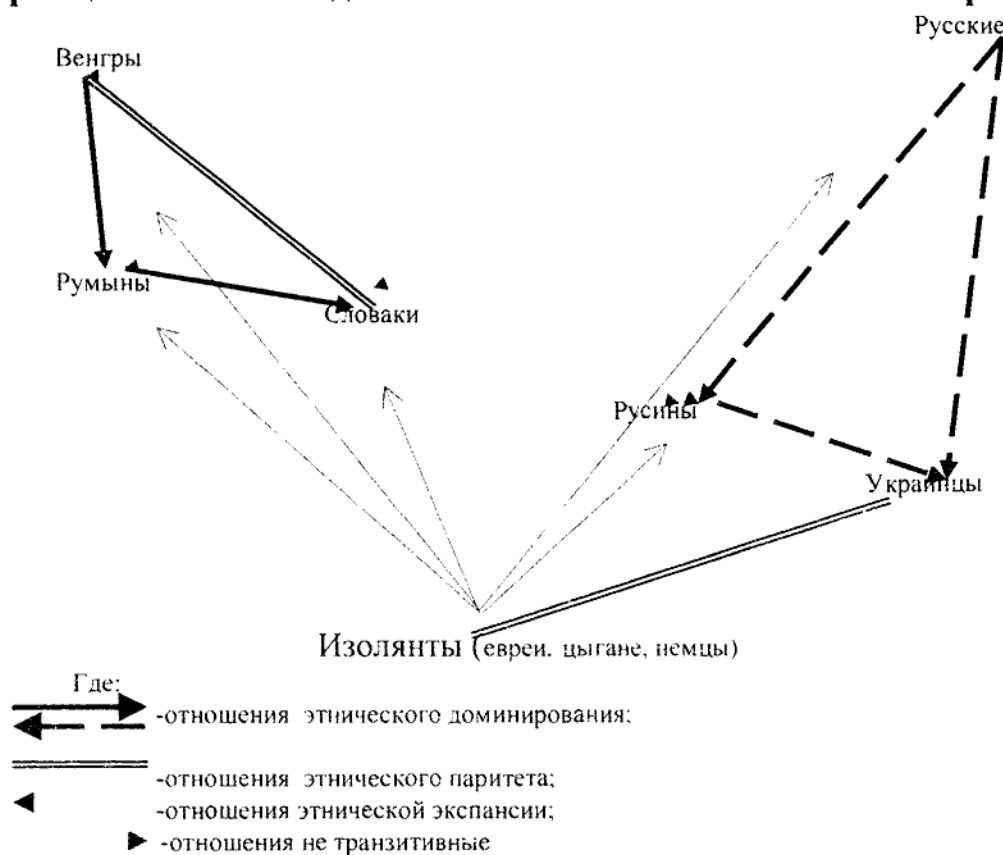 Русские
Венгры
Румыны
Словаки
Русины
Украинцы
Изолянты (евреи. цыгане, немцы)
Где:
-отношения этнического доминирования;
-отношения этнического паритета;
-отношения этнической экспансии;
-отношения не транзитивные